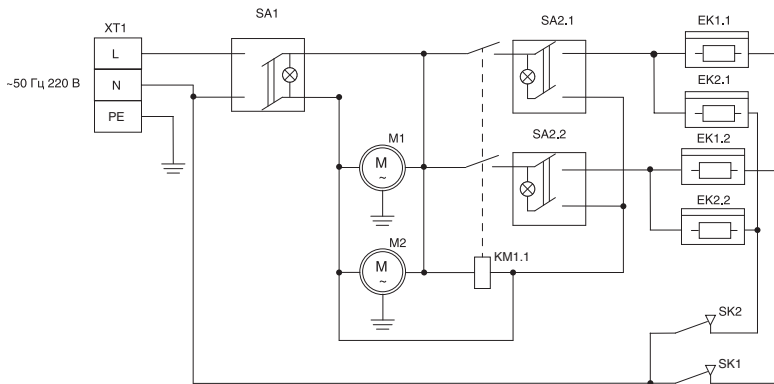 SA1
SA2.1
EK1.1
XT1
L
~50 Гц 220 В
N
PE
EK2.1
M1
SA2.2
EK1.2
M
~
EK2.2
M2
M
~
KM1.1
SK2
SK1